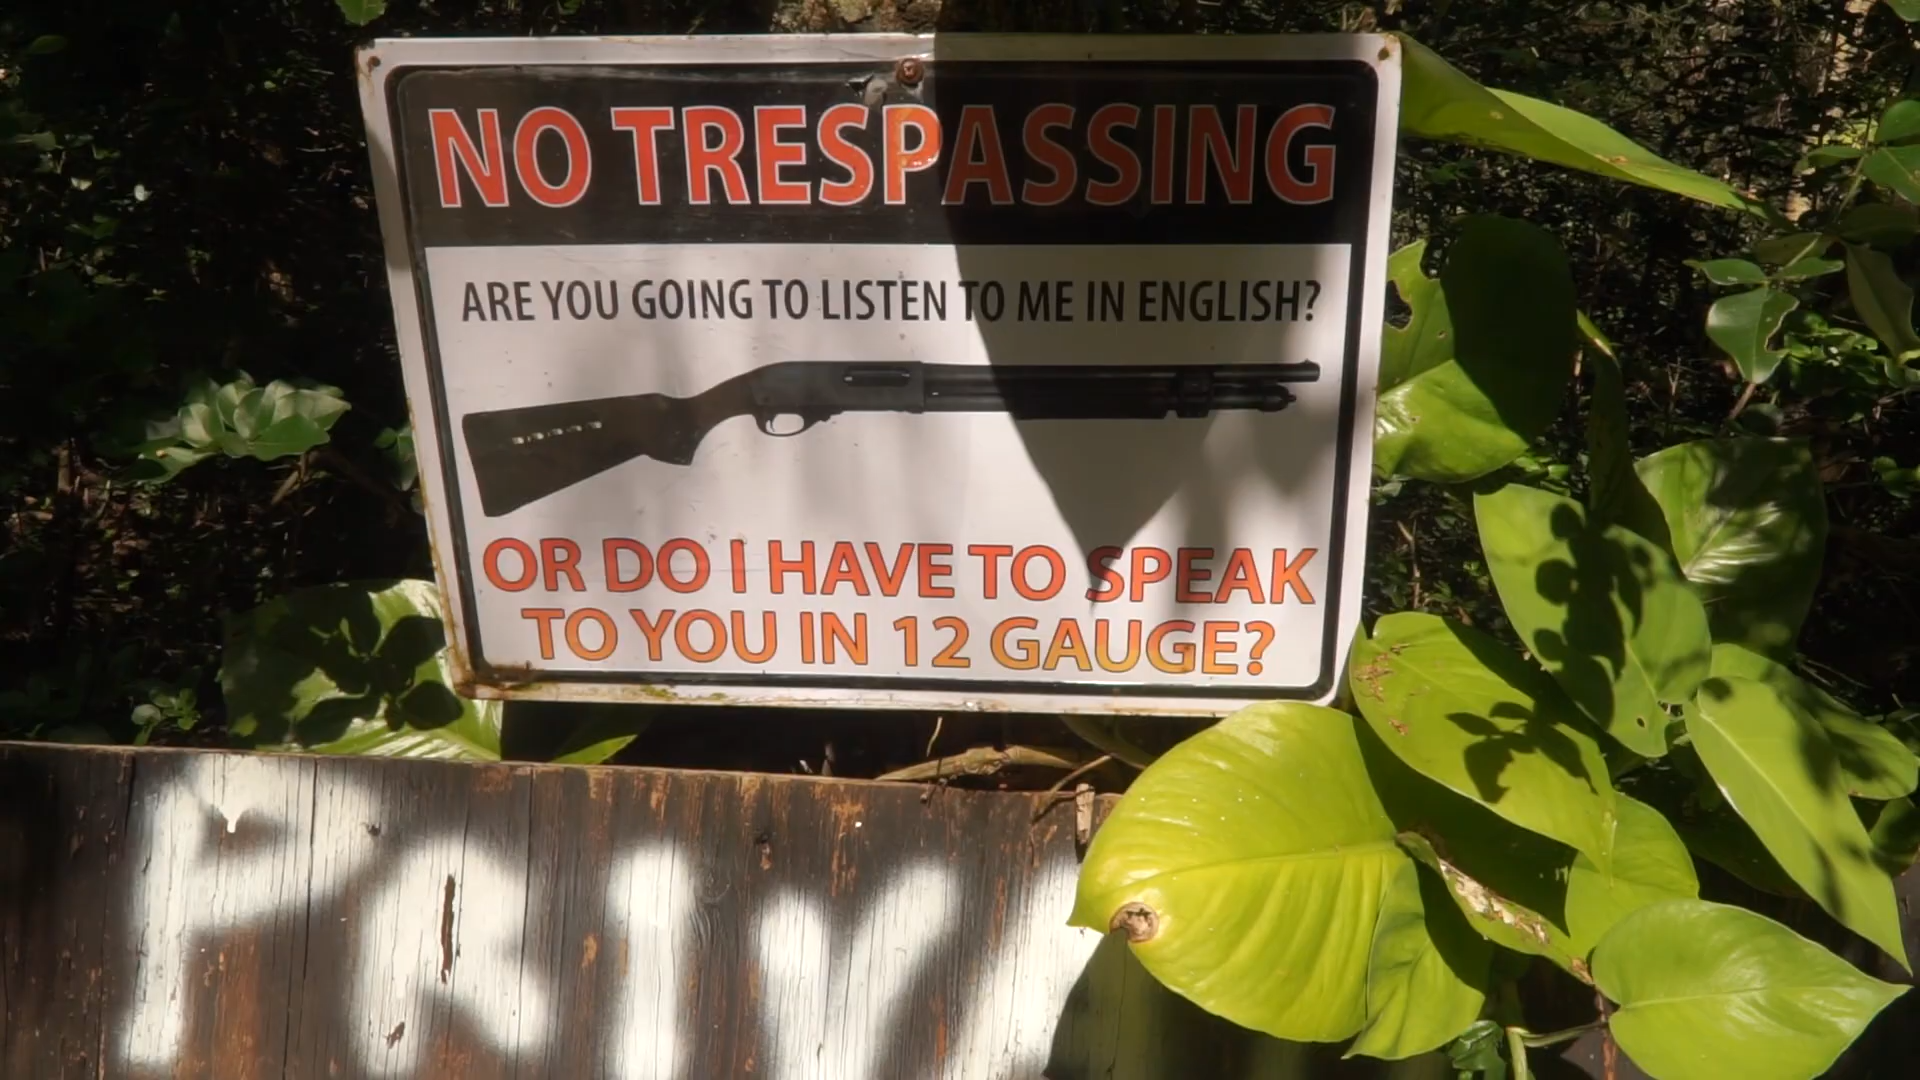 NO TRESPASSING
ARE YOU GOING TO LISTEN TO ME IN ENGLISH?
OR DO I HAVE TO SPEAK
TO YOU IN 12 GAUGE?
PRIV